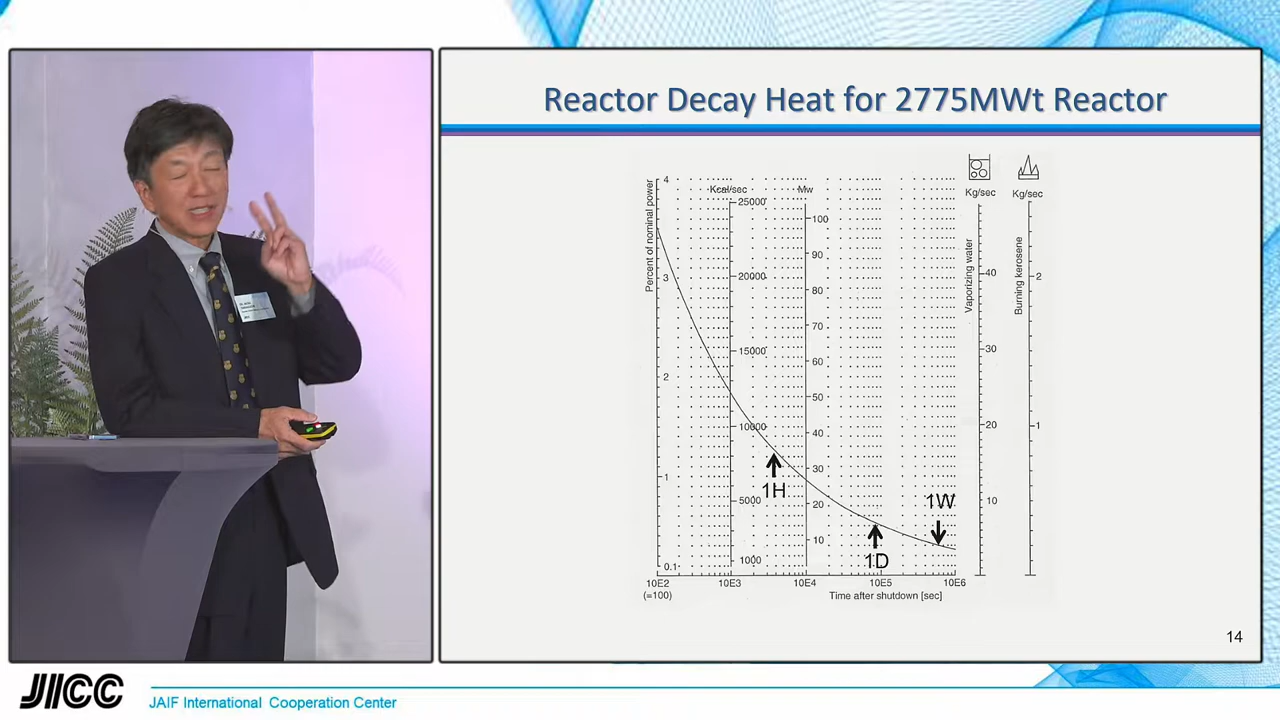 Reactor Decay Heat for 2775MWt Reactor
Percent of nominal power
4
3
2
1
0.1
Kcal/sec
25000
20000
15000
10000
5000
1000
Mw
100
90
80
70
60
50
40
30
20
10
Kg/sec
Vaporizing water
40
30
20
10
Kg/sec
Burning kerosene
2
1
1H
1D
1W
10E2
(=100)
10E3
10E4
10E5
10E6
Time after shutdown [sec]
14
JICC
JAIF International Cooperation Center